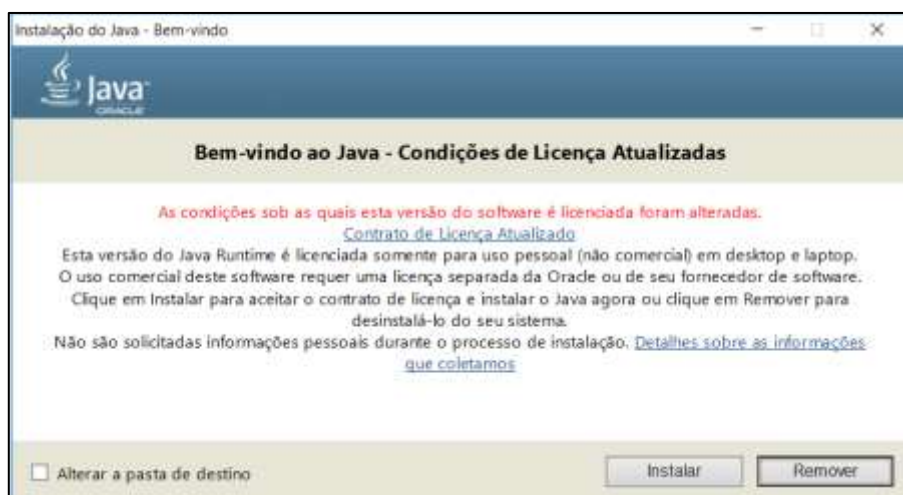 Instalação do Java - Bem-vindo
Java
ORACLE
Bem-vindo ao Java - Condições de Licença Atualizadas
As condições sob as quais esta versão do software é licenciada foram alteradas.
Contrato de Licença Atualizado
Esta versão do Java Runtime é licenciada somente para uso pessoal (não comercial) em desktop e laptop.
O uso comercial deste software requer uma licença separada da Oracle ou de seu fornecedor de software.
Clique em Instalar para aceitar o contrato de licença e instalar o Java agora ou clique em Remover para
desinstalá-lo do seu sistema.
Não são solicitadas informações pessoais durante o processo de instalação. Detalhes sobre as informações
que coletamos
Alterar a pasta de destino
Instalar
Remover